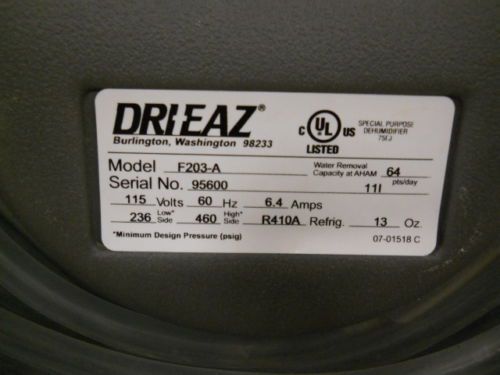 DRI-EAZ®
Burlington, Washington 98233
C UL® US
LISTED
SPECIAL PURPOSE
DEHUMIDIFIER
75FJ
Model F203-A
Water Removal
Capacity at AHAM 64
pts/day
Serial No. 95600 11I
115 Volts 60 Hz 6.4 Amps
236 Low* Side 460 High* Side R410A Refrig. 13 Oz.
*Minimum Design Pressure (psig)
07-01518 C